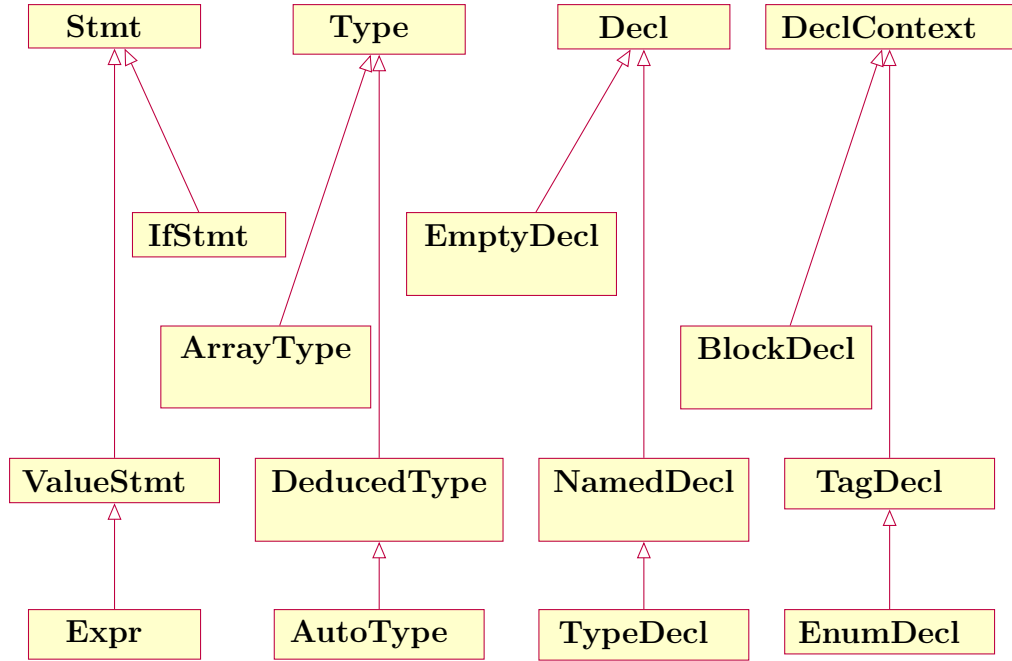 Stmt
Type
Decl
DeclContext
IfStmt
EmptyDecl
ArrayType
BlockDecl
ValueStmt
DeducedType
NamedDecl
TagDecl
Expr
AutoType
TypeDecl
EnumDecl